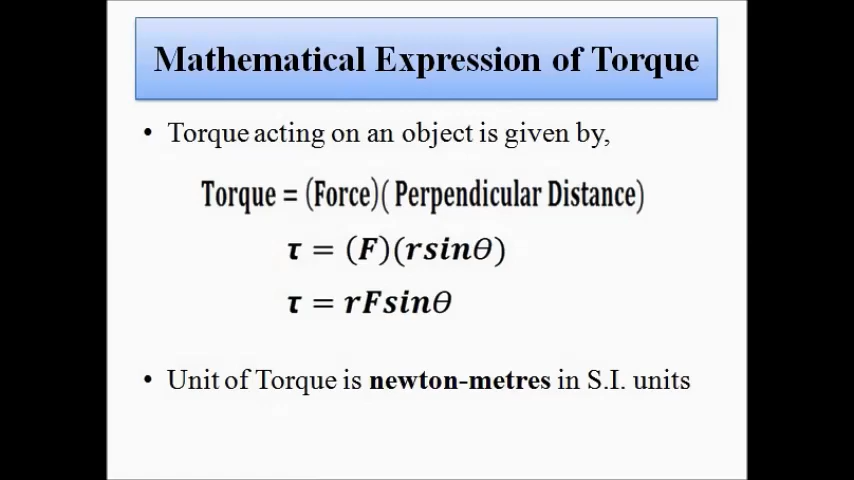 Mathematical Expression of Torque
• Torque acting on an object is given by,
Torque = (Force)( Perpendicular Distance)
τ = (F)(rsinθ)
τ = rFsinθ
• Unit of Torque is newton-metres in S.I. units